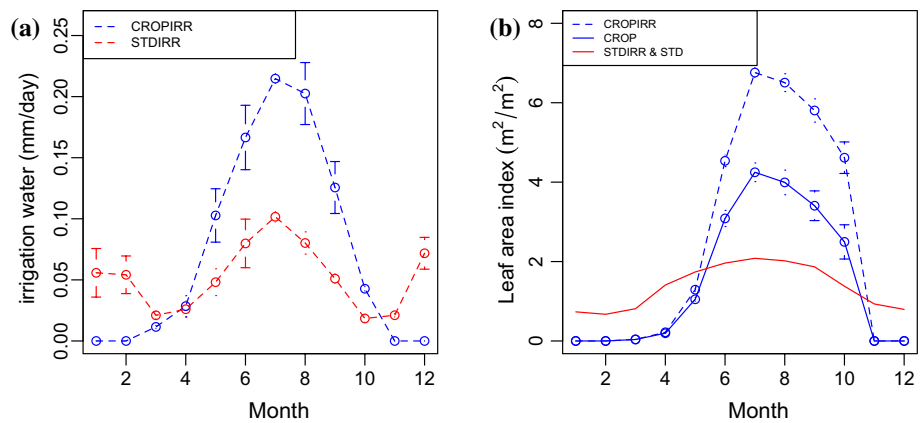 (a)
CROPIRR
STDIRR
irrigation water (mm/day)
0.00 0.05 0.10 0.15 0.20 0.25
2 4 6 8 10 12
Month
(b)
CROPIRR
CROP
STDIRR & STD
Leaf area index (m²/m²)
0 2 4 6 8
2 4 6 8 10 12
Month